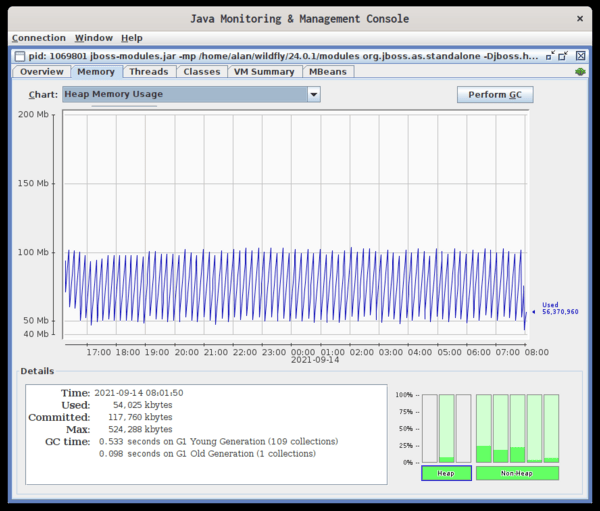 Java Monitoring & Management Console
Connection Window Help
pid: 1069801 jboss-modules.jar -mp /home/alan/wildfly/24.0.1/modules org.jboss.as.standalone -Djboss.h...
Overview Memory Threads Classes VM Summary MBeans
Chart: Heap Memory Usage Perform GC
200 Mb
150 Mb
100 Mb
50 Mb
40 Mb
Used
56,370,960
17:00 18:00 19:00 20:00 21:00 22:00 23:00 00:00 01:00 02:00 03:00 04:00 05:00 06:00 07:00 08:00
2021-09-14
Details
Time: 2021-09-14 08:01:50
Used: 54,025 kbytes
Committed: 117,760 kbytes
Max: 524,288 kbytes
GC time: 0.533 seconds on G1 Young Generation (109 collections)
0.098 seconds on G1 Old Generation (1 collections)
100% --
75% --
50% --
25% --
0% --
Heap Non-Heap